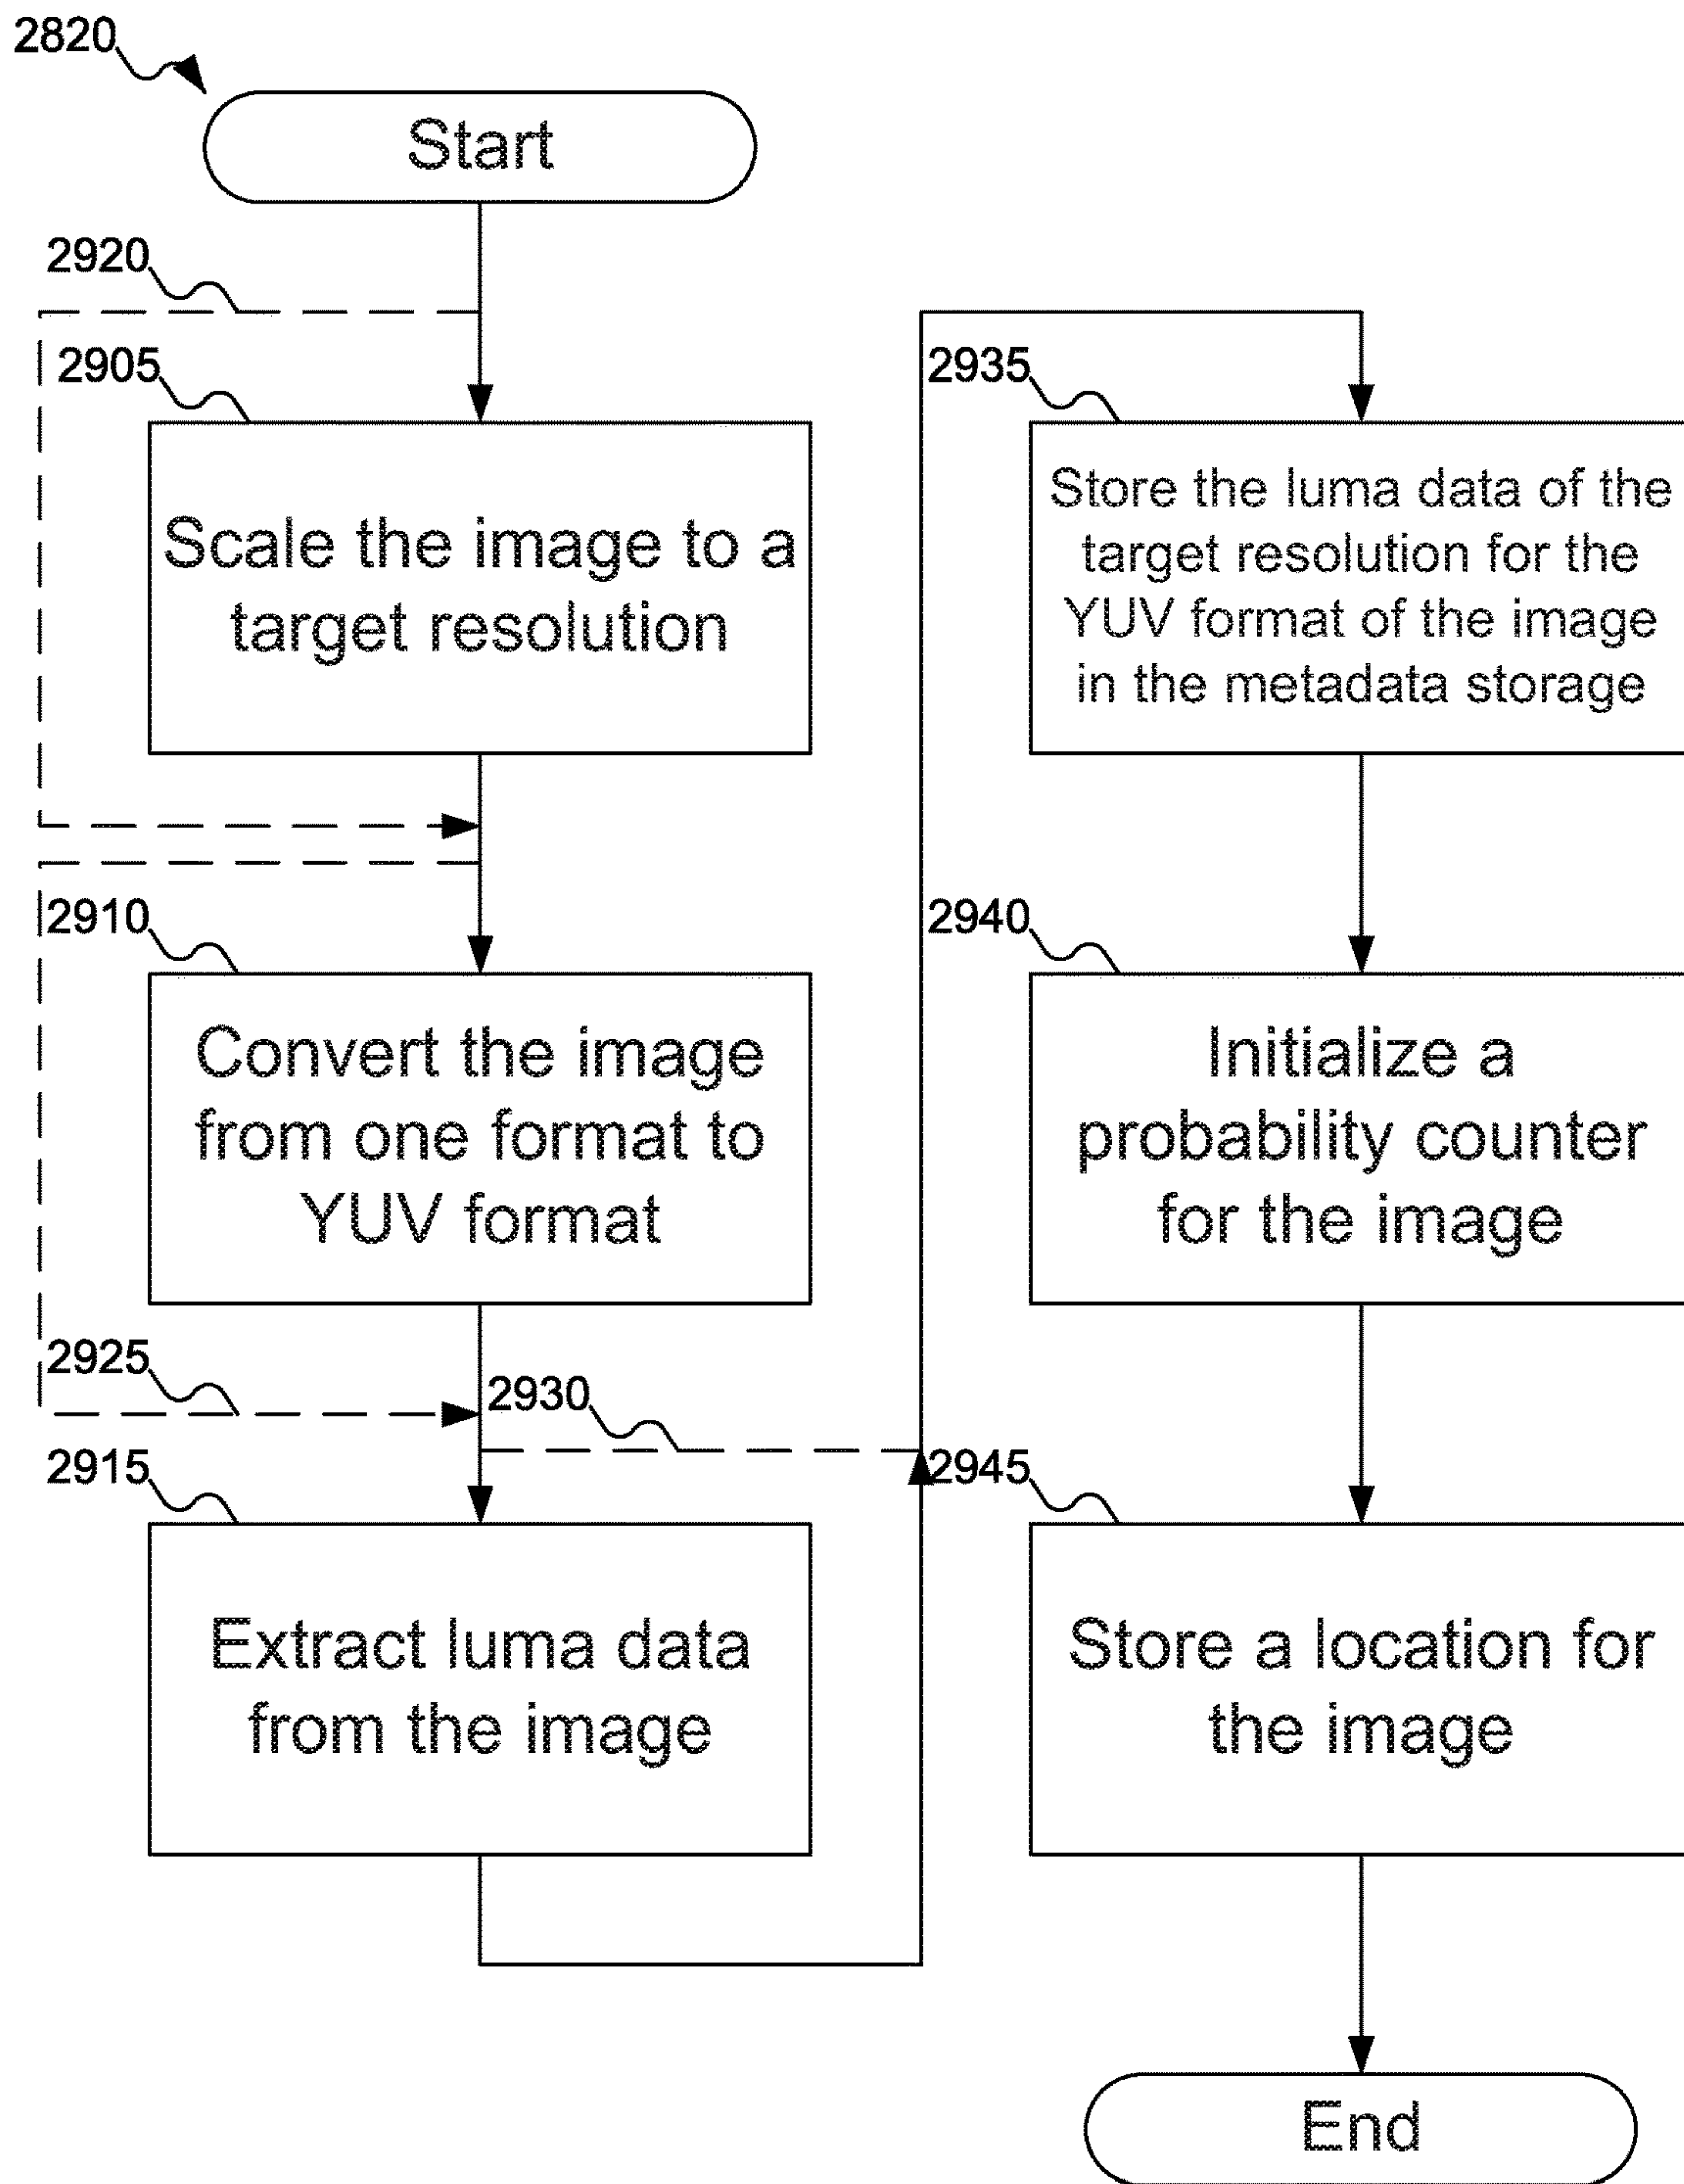 2820
Start
2920
2905
Scale the image to a
target resolution
2910
Convert the image
from one format to
YUV format
2925
2930
2915
Extract luma data
from the image
2935
Store the luma data of the
target resolution for the
YUV format of the image
in the metadata storage
2940
Initialize a
probability counter
for the image
2945
Store a location for
the image
End